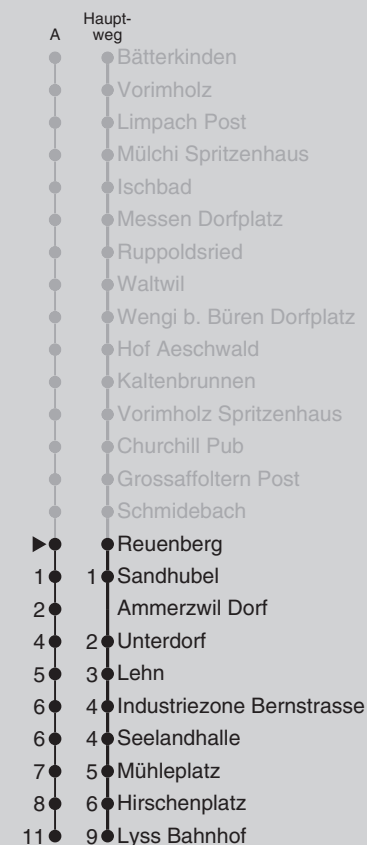 Haupt-
A weg
Bätterkinden
Vorimholz
Limpach Post
Mülchi Spritzenhaus
Ischbad
Messen Dorfplatz
Ruppoldsried
Waltwil
Wengi b. Büren Dorfplatz
Hof Aeschwald
Kaltenbrunnen
Vorimholz Spritzenhaus
Churchill Pub
Grossaffoltern Post
Schmidebach
Reuenberg
1 1 Sandhubel
2 Ammerzwil Dorf
4 2 Unterdorf
5 3 Lehn
6 4 Industriezone Bernstrasse
6 4 Seelandhalle
7 5 Mühleplatz
8 6 Hirschenplatz
11 9 Lyss Bahnhof